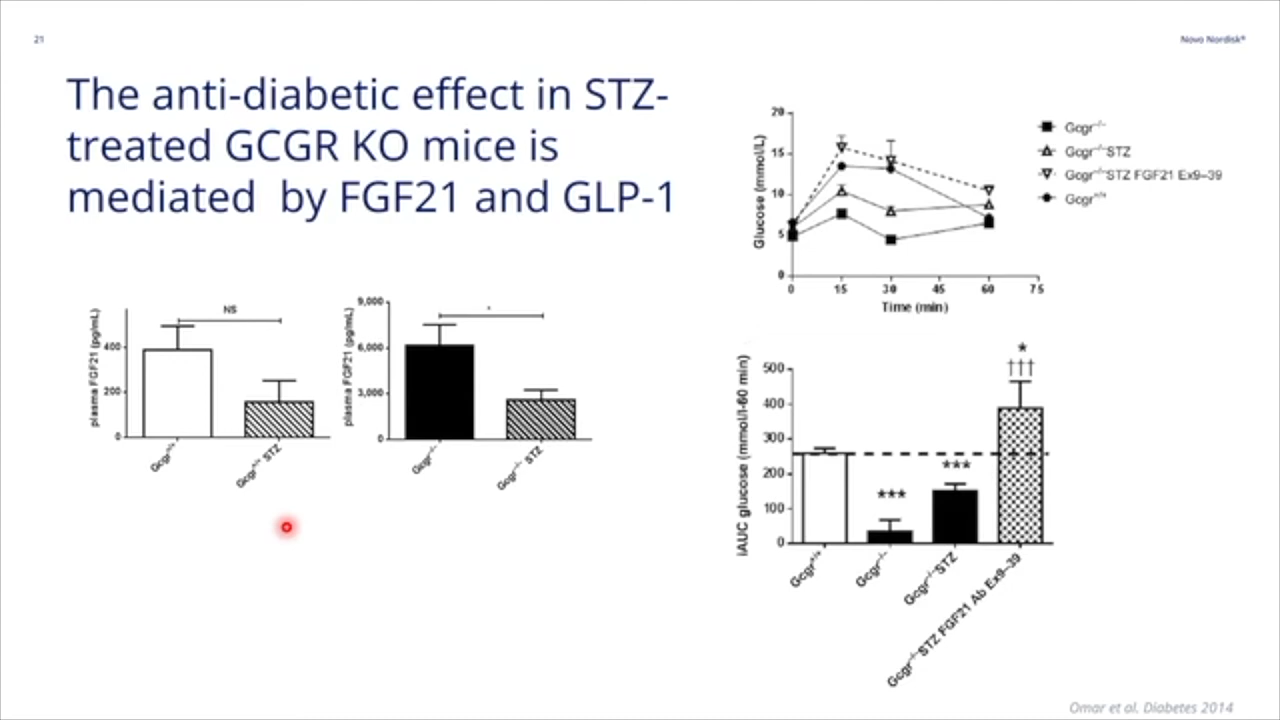 21
Novo Nordisk®
The anti-diabetic effect in STZ-
treated GCGR KO mice is
mediated by FGF21 and GLP-1
plasma FGF21 (pg/mL)
400
200
0
NS
Gcgr+/+
Gcgr+/+ STZ
plasma FGF21 (pg/mL)
9,000
6,000
3,000
0
*
Gcgr-/-
Gcgr-/- STZ
Glucose (mmol/L)
20
15
10
5
0
0 15 30 45 60 75
Time (min)
Gcgr-/-
Gcgr-/-STZ
Gcgr-/-STZ FGF21 Ex9–39
Gcgr+/+
iAUC glucose (mmol/l-60 min)
500
400
300
200
100
0
***
***
*
†††
Gcgr+/+
Gcgr-/-
Gcgr-/-STZ
Gcgr-/-STZ FGF21 Ab Ex9–39
Omar et al. Diabetes 2014